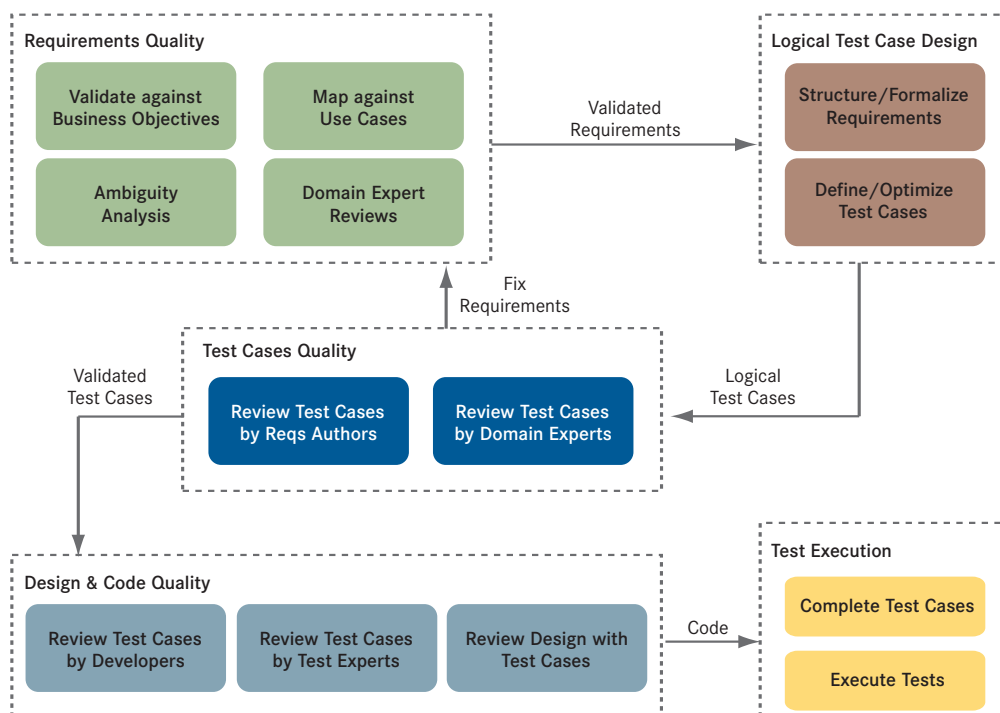 Requirements Quality
Validate against
Business Objectives
Map against
Use Cases
Ambiguity
Analysis
Domain Expert
Reviews
Validated
Requirements
Logical Test Case Design
Structure/Formalize
Requirements
Define/Optimize
Test Cases
Fix
Requirements
Logical
Test Cases
Test Cases Quality
Review Test Cases
by Reqs Authors
Review Test Cases
by Domain Experts
Validated
Test Cases
Design & Code Quality
Review Test Cases
by Developers
Review Test Cases
by Test Experts
Review Design with
Test Cases
Code
Test Execution
Complete Test Cases
Execute Tests